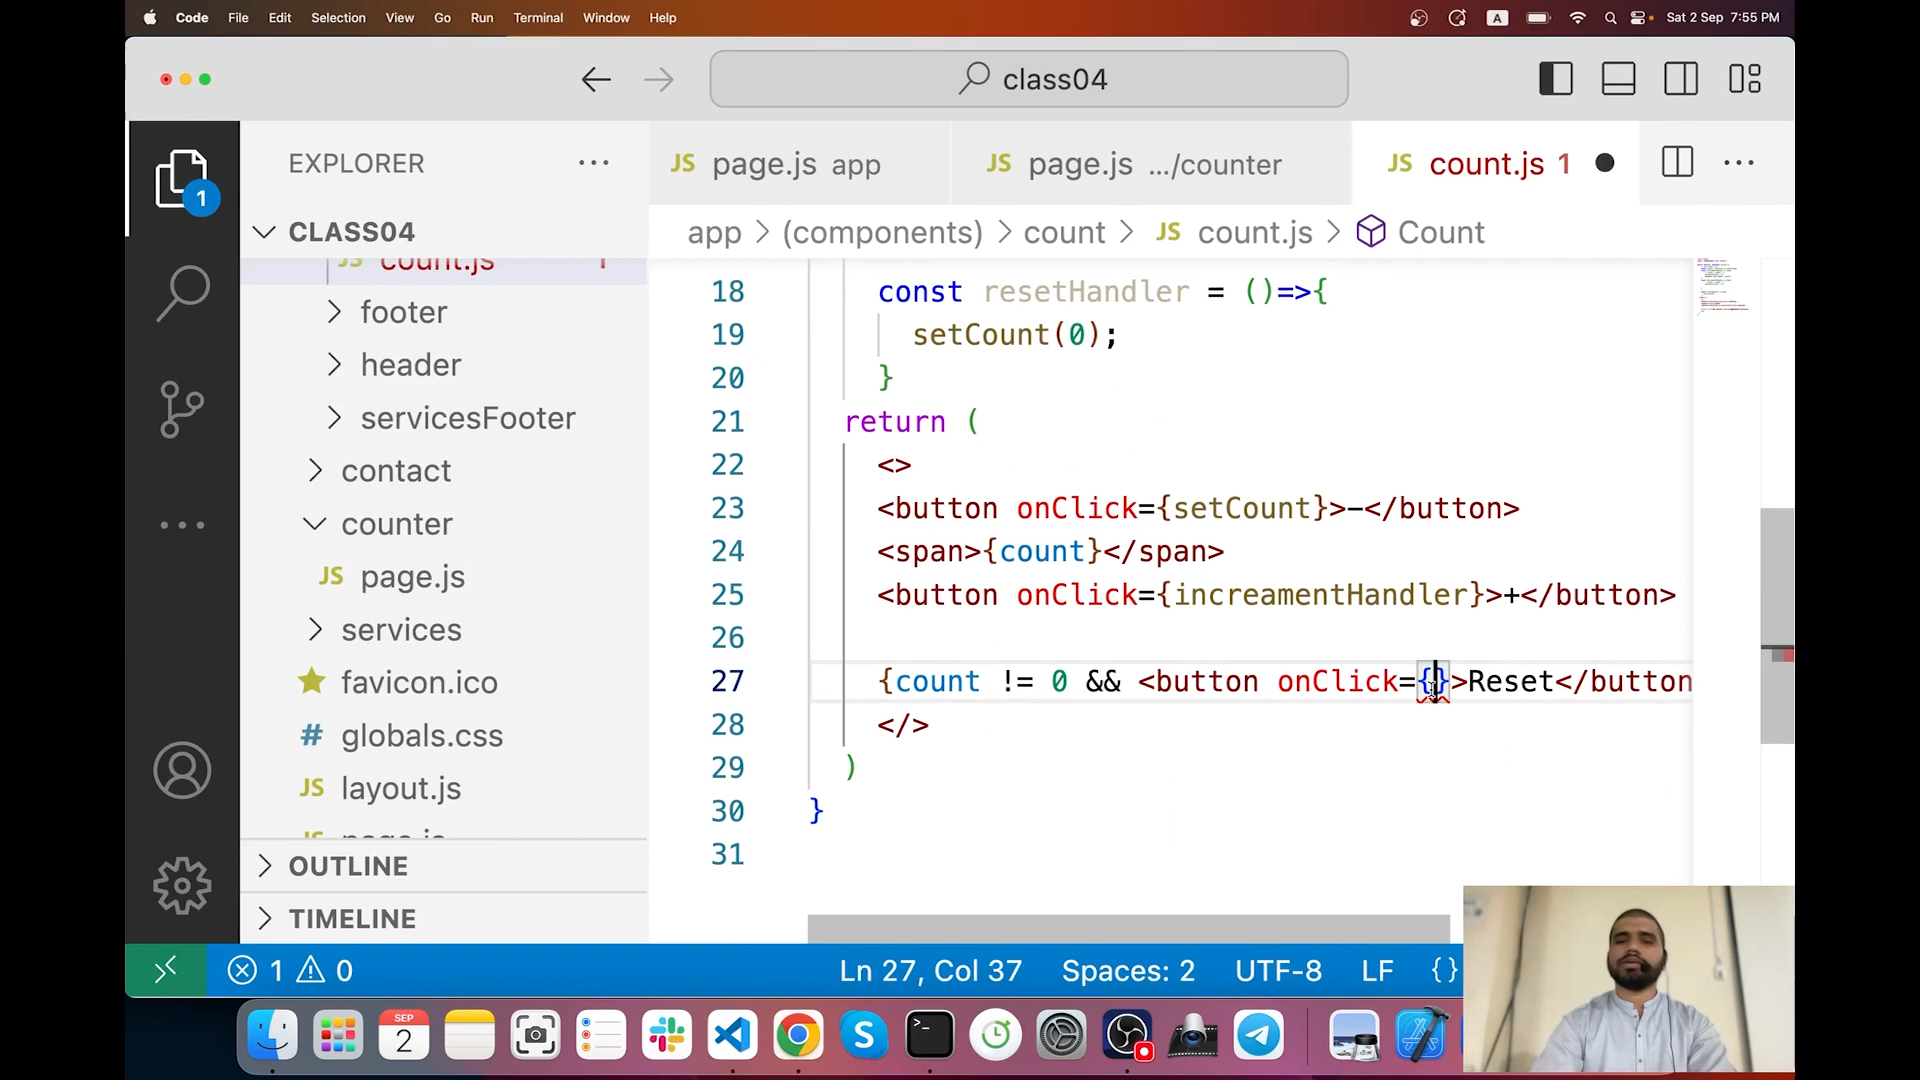 Code File Edit Selection View Go Run Terminal Window Help A Sat 2 Sep 7:55 PM
class04
EXPLORER
JS page.js app
JS page.js .../counter
JS count.js 1
1
CLASS04
app > (components) > count > JS count.js > Count
count.js 1
footer
header
servicesFooter
contact
counter
JS page.js
services
favicon.ico
# globals.css
JS layout.js
OUTLINE
TIMELINE
18 const resetHandler = ()=>{
19 setCount(0);
20 }
21 return (
22 <>
23 <button onClick={setCount}>-</button>
24 <span>{count}</span>
25 <button onClick={increamentHandler}>+</button>
26
27 {count != 0 && <button onClick={}>Reset</button
28 </>
29 )
30 }
31
1 0 Ln 27, Col 37 Spaces: 2 UTF-8 LF {}
SEP
2